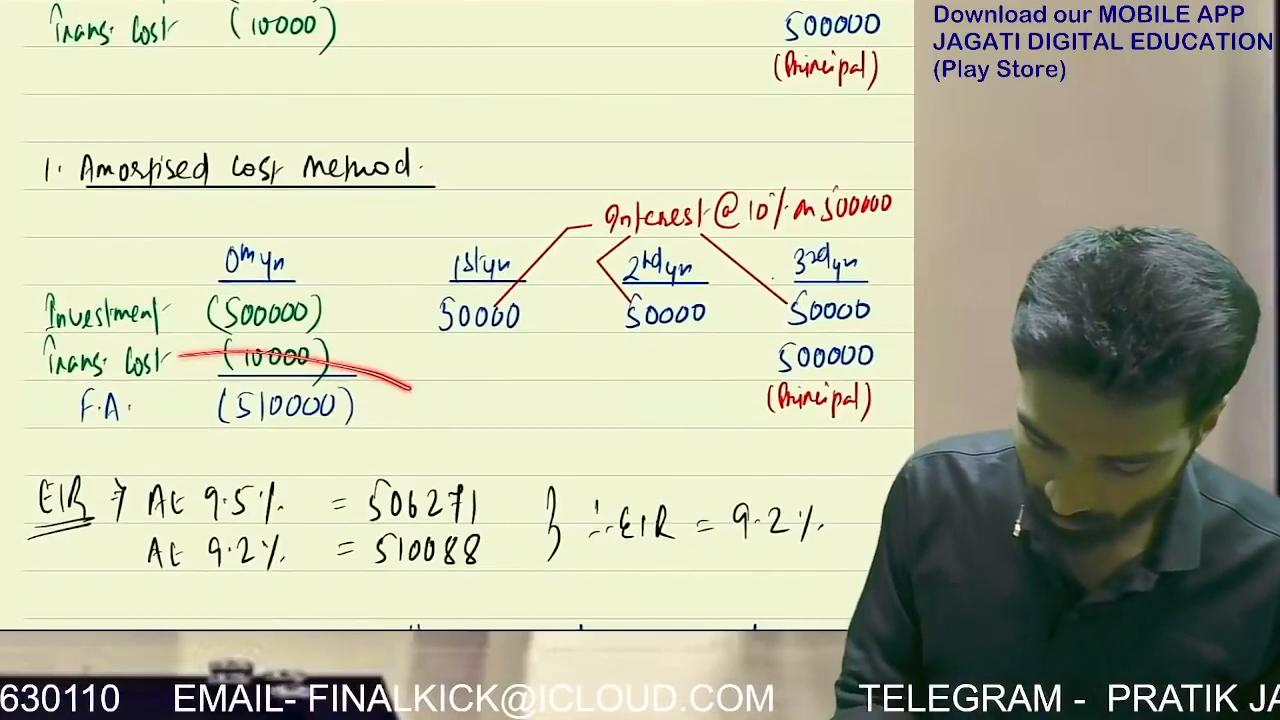 Trans. Cost (10000) 500000
(Principal)
Download our MOBILE APP
JAGATI DIGITAL EDUCATION
(Play Store)
1. Amortised Cost Method.
Interest @ 10% on 500000
0th yr 1st yr 2nd yr 3rd yr
Investment (500000) 50000 50000 50000
Trans. Cost (10000) 500000
F.A. (510000) (Principal)
EIR → At 9.5% = 506271
At 9.2% = 510088
∴ EIR = 9.2%
630110 EMAIL- FINALKICK@ICLOUD.COM TELEGRAM - PRATIK JA